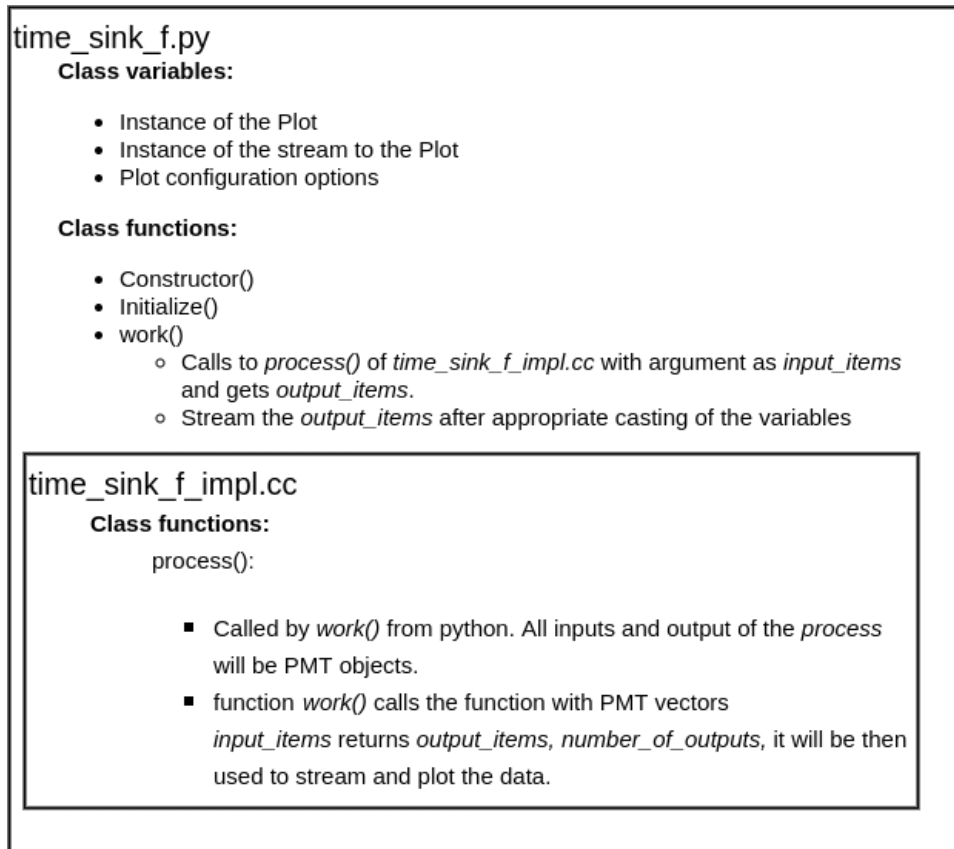 time_sink_f.py
Class variables:
Instance of the Plot
Instance of the stream to the Plot
Plot configuration options
Class functions:
Constructor()
Initialize()
work()
Calls to process() of time_sink_f_impl.cc with argument as input_items
and gets output_items.
Stream the output_items after appropriate casting of the variables
time_sink_f_impl.cc
Class functions:
process():
Called by work() from python. All inputs and output of the process
will be PMT objects.
function work() calls the function with PMT vectors
input_items returns output_items, number_of_outputs, it will be then
used to stream and plot the data.